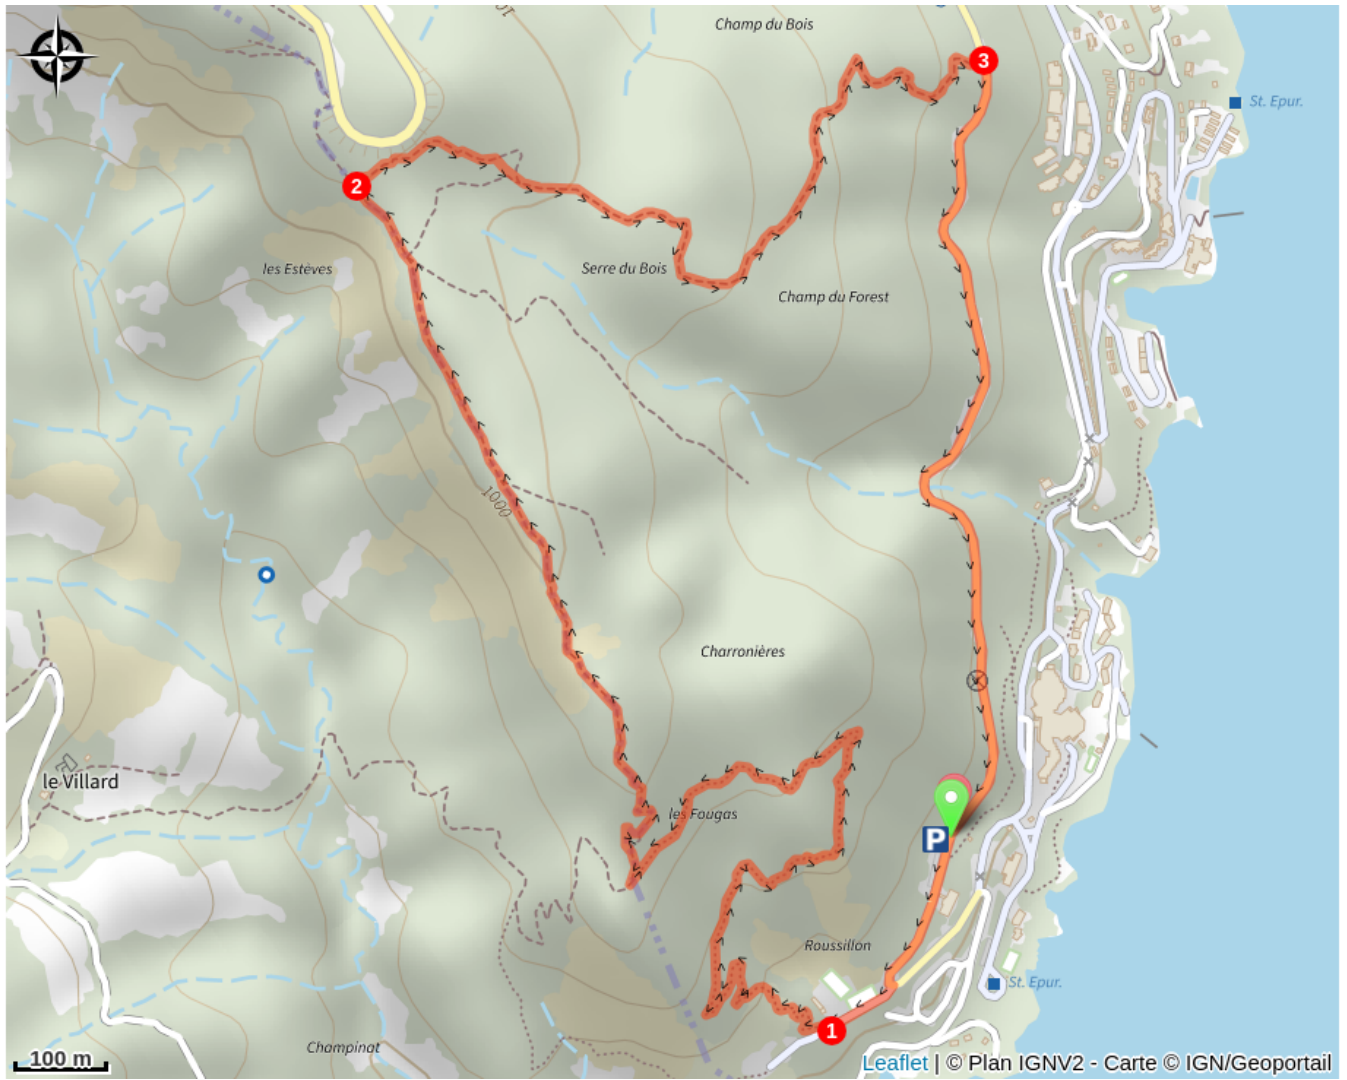 10
Champ du Bois
3
St. Epur.
2
les Estèves
Serre du Bois
Champ du Forest
1000
Charronières
le Villard
les Fougas
P
Roussillon
St. Epur.
1
Champinat
100 m
Leaflet | © Plan IGNV2 - Carte © IGN/Geoportail